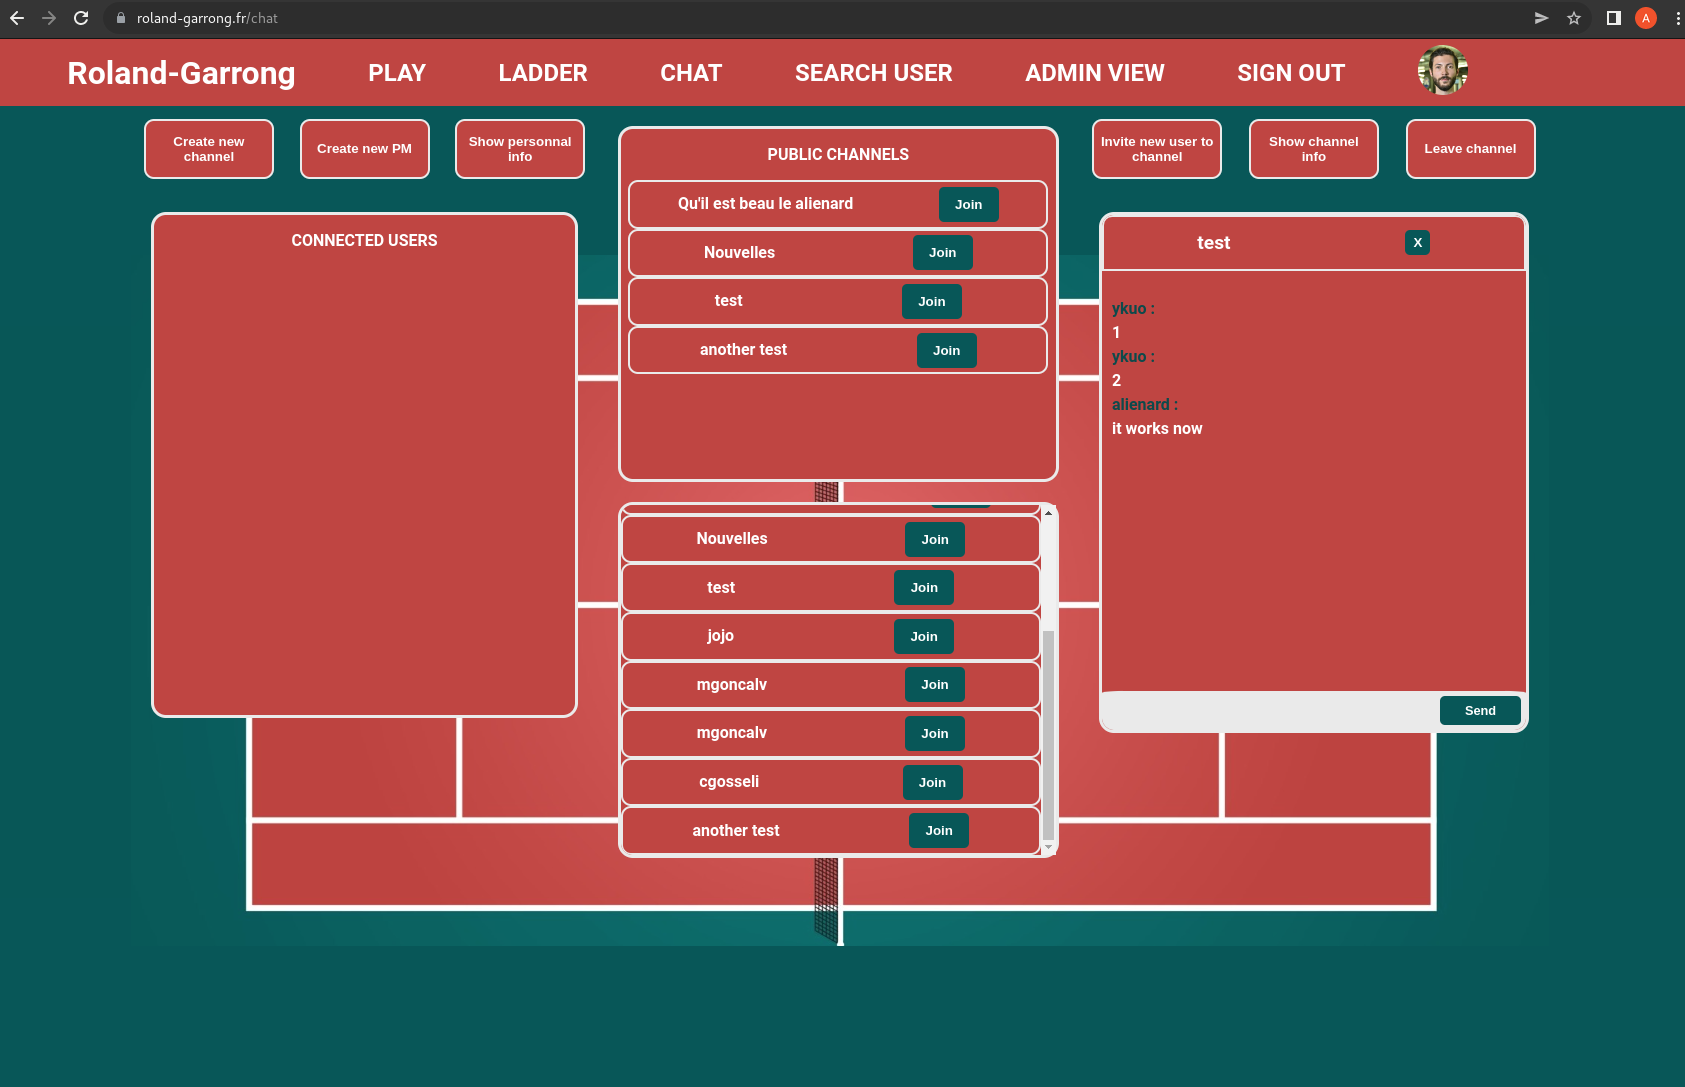 roland-garrong.fr/chat
A
Roland-Garrong
PLAY
LADDER
CHAT
SEARCH USER
ADMIN VIEW
SIGN OUT
Create new
channel
Create new PM
Show personnal
info
Invite new user to
channel
Show channel
info
Leave channel
CONNECTED USERS
PUBLIC CHANNELS
Qu'il est beau le alienard
Join
Nouvelles
Join
test
Join
another test
Join
Nouvelles
Join
test
Join
jojo
Join
mgoncalv
Join
mgoncalv
Join
cgosseli
Join
another test
Join
test
X
ykuo :
1
ykuo :
2
alienard :
it works now
Send